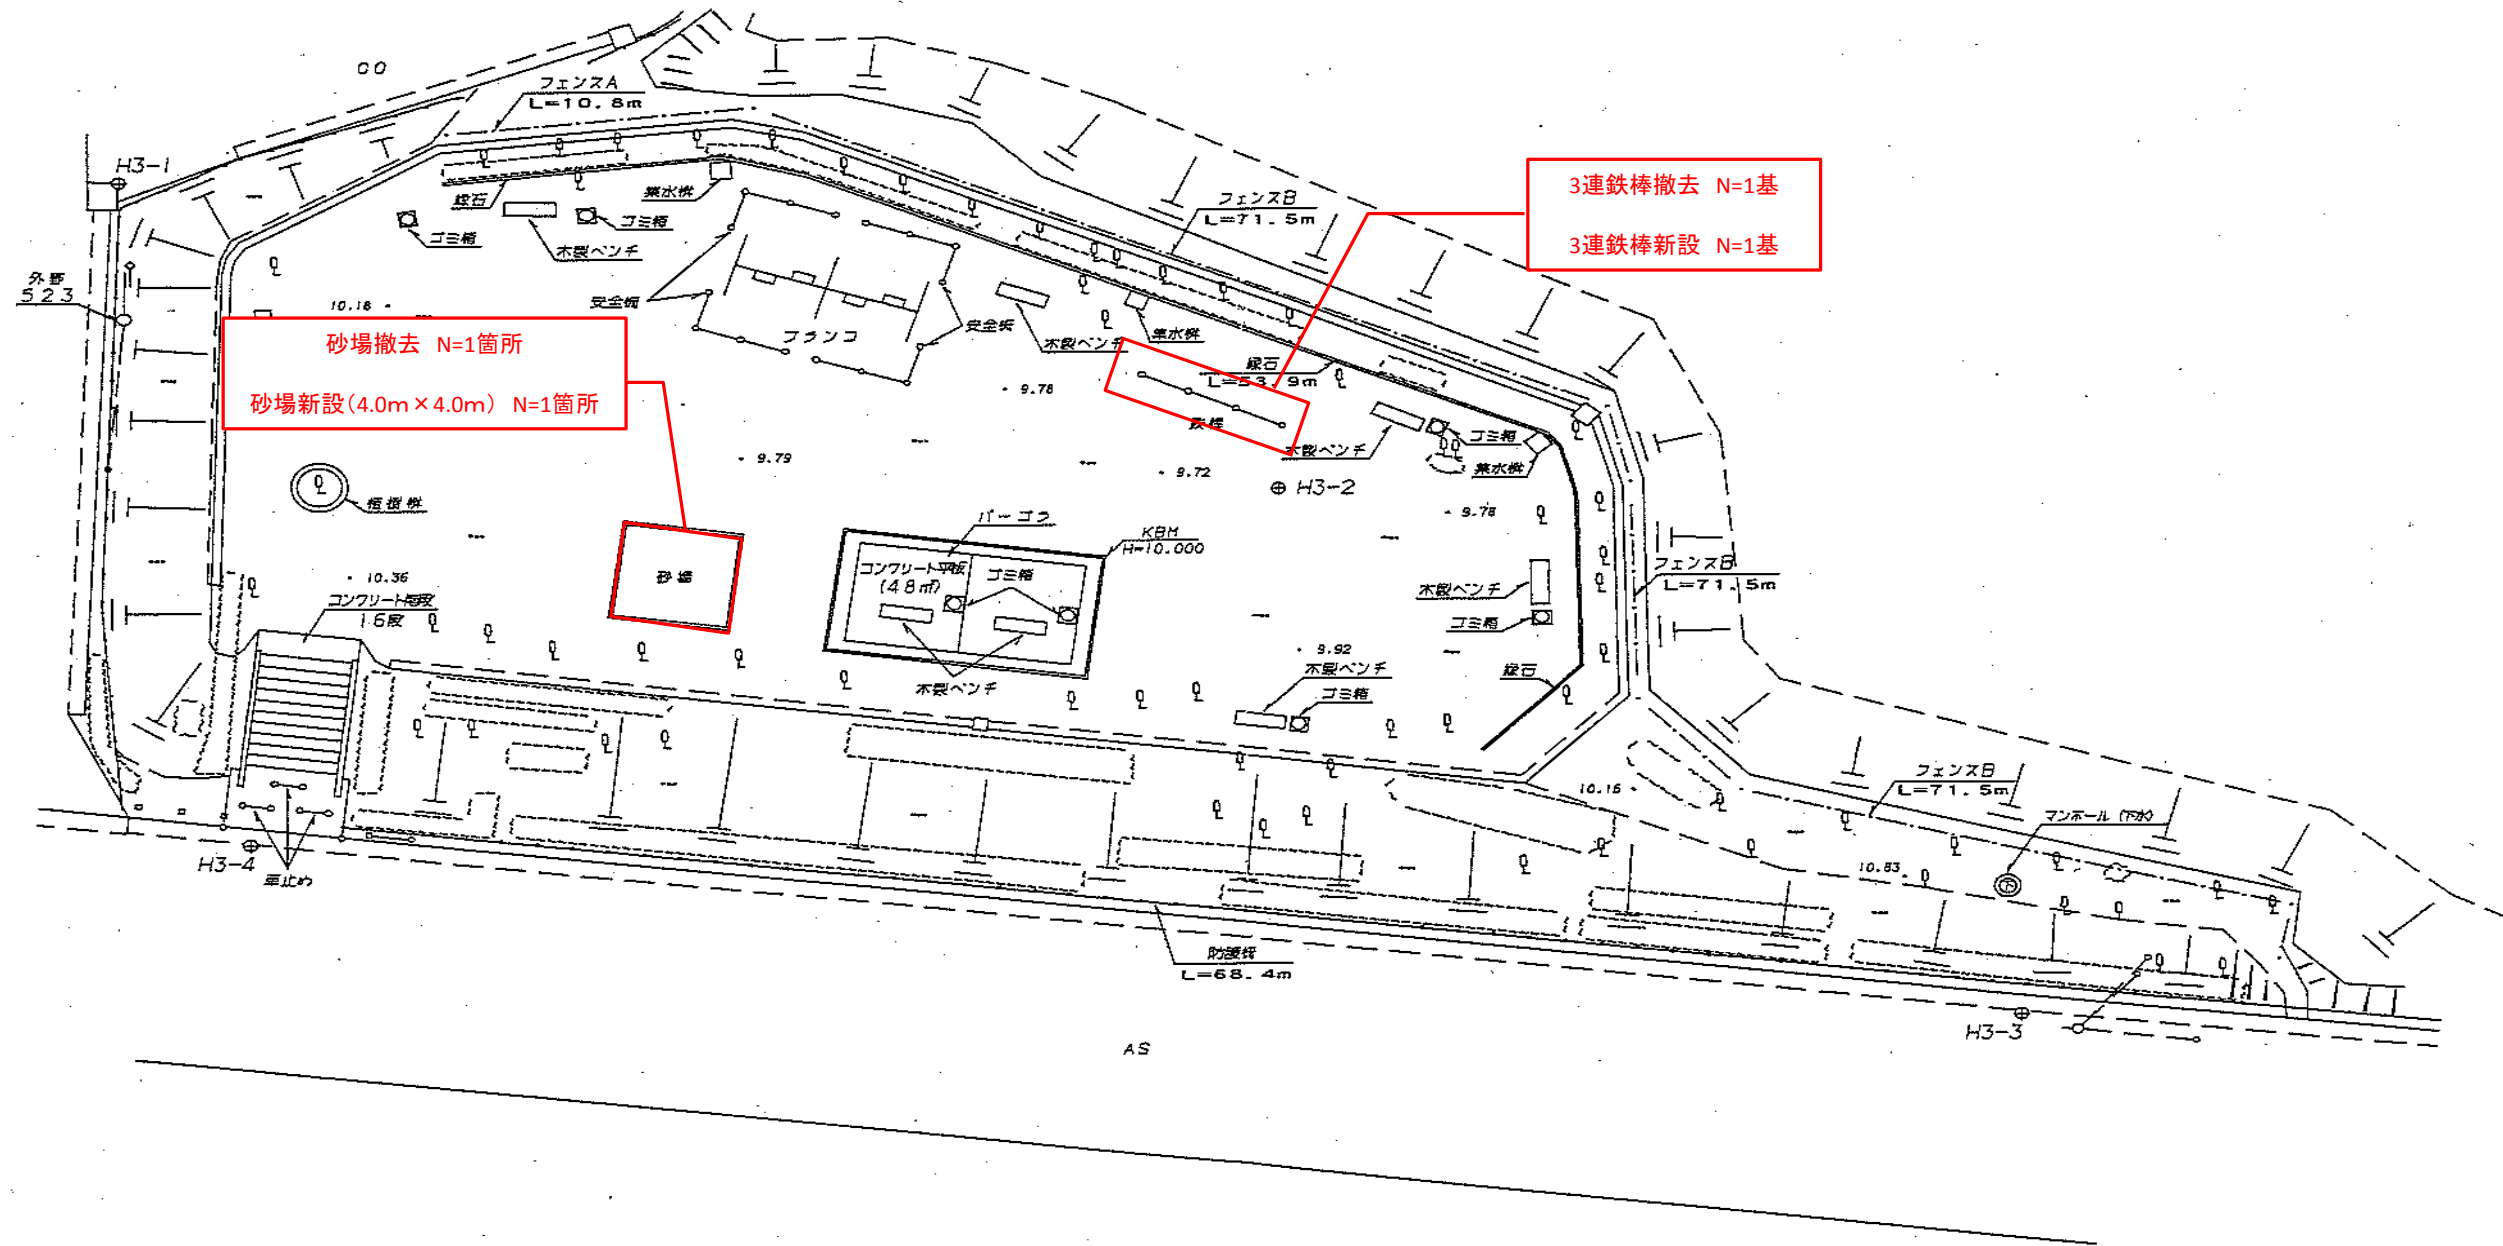 フェンスA
L=10.8m
H3-1
縁石
集水桝
ゴミ箱
木製ベンチ
ゴミ箱
フェンスB
L=71.5m
3連鉄棒撤去 N=1基
3連鉄棒新設 N=1基
外野
523
10.18
安全柵
ブランコ
安全柵
木製ベンチ
集水桝
縁石
L=53.9m
砂場撤去 N=1箇所
砂場新設(4.0m×4.0m) N=1箇所
9.78
鉄棒
木製ベンチ
ゴミ箱
集水桝
9.79
9.72
H3-2
9.78
植樹桝
パーゴラ
KBM
H=10.000
コンクリート平板
(48㎡)
ゴミ箱
砂場
10.36
コンクリート階段
16段
フェンスB
L=71.5m
木製ベンチ
ゴミ箱
9.92
木製ベンチ
ゴミ箱
縁石
木製ベンチ
10.16
フェンスB
L=71.5m
マンホール(下水)
H3-4
車止め
10.83
防護柵
L=68.4m
H3-3
AS